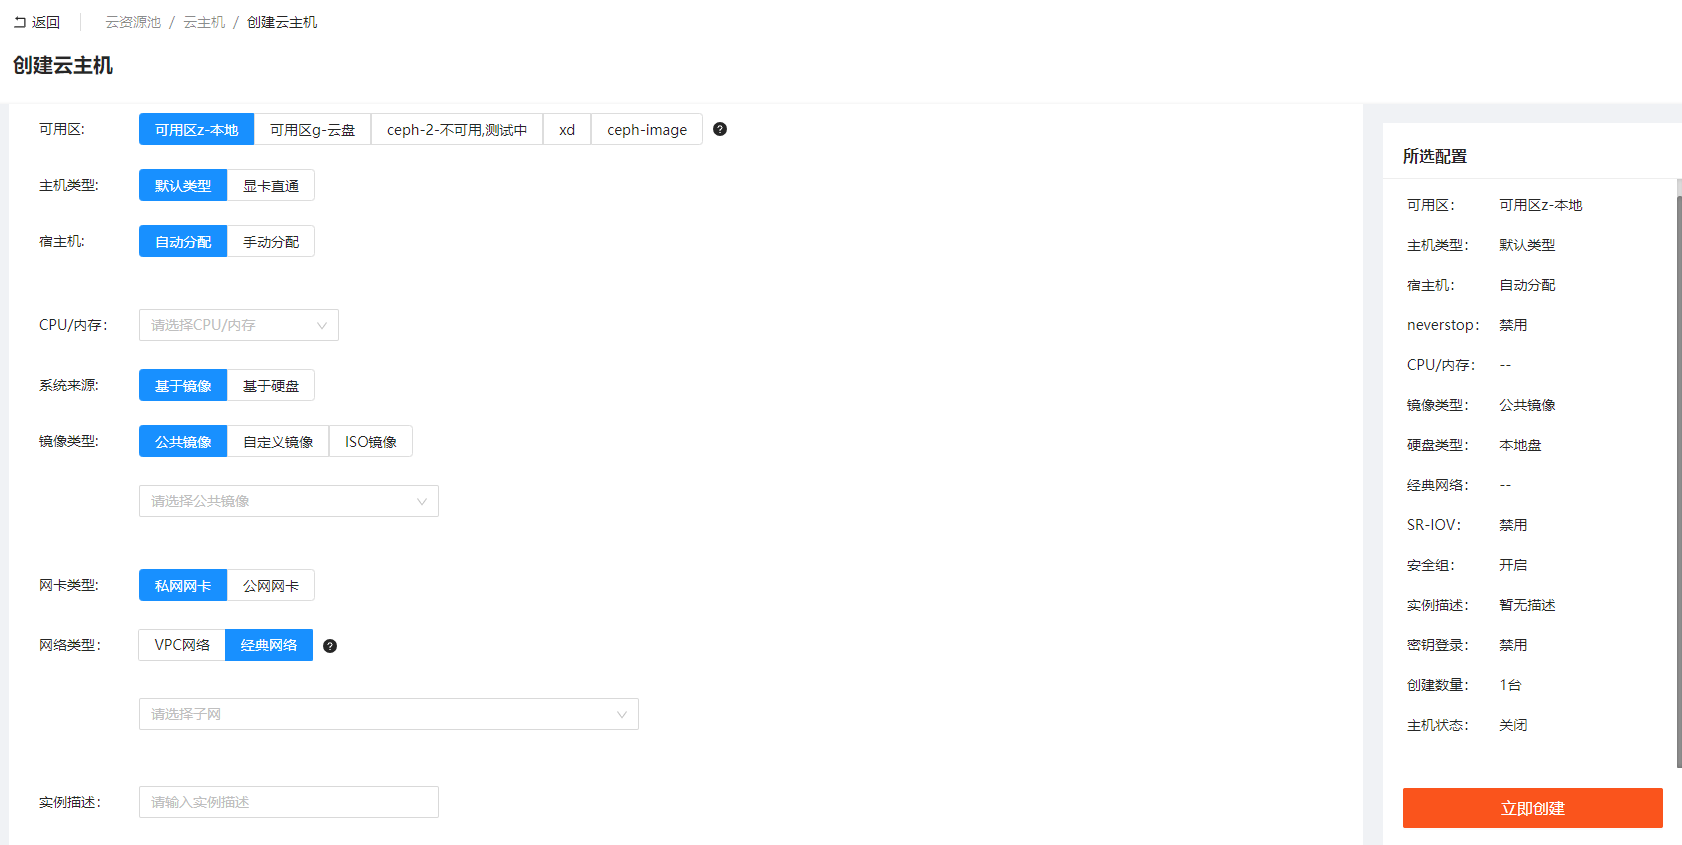 返回 云资源池 / 云主机 / 创建云主机
创建云主机
可用区: 可用区z-本地 可用区g-云盘 ceph-2-不可用,测试中 xd ceph-image ?
主机类型: 默认类型 显卡直通
宿主机: 自动分配 手动分配
CPU/内存: 请选择CPU/内存
系统来源: 基于镜像 基于硬盘
镜像类型: 公共镜像 自定义镜像 ISO镜像
请选择公共镜像
网卡类型: 私网网卡 公网网卡
网络类型: VPC网络 经典网络 ?
请选择子网
实例描述: 请输入实例描述
所选配置
可用区: 可用区z-本地
主机类型: 默认类型
宿主机: 自动分配
neverstop: 禁用
CPU/内存: --
镜像类型: 公共镜像
硬盘类型: 本地盘
经典网络: --
SR-IOV: 禁用
安全组: 开启
实例描述: 暂无描述
密钥登录: 禁用
创建数量: 1台
主机状态: 关闭
立即创建